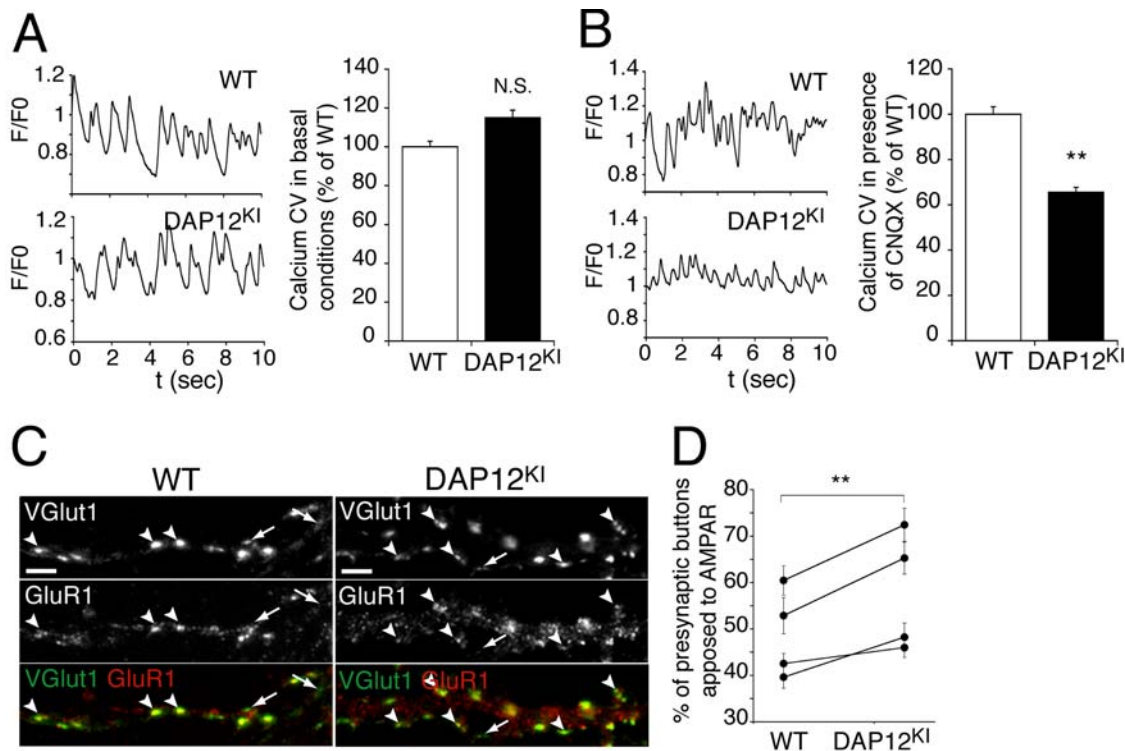 A
WT
F/F0
1.2
1
0.8
DAP12KI
F/F0
1.2
1
0.8
0.6
0 2 4 6 8 10
t (sec)
Calcium CV in basal
conditions (% of WT)
140
120
100
80
60
40
20
0
N.S.
WT DAP12KI
B
WT
F/F0
1.4
1.2
1
0.8
DAP12KI
F/F0
1.4
1.2
1
0.8
0 2 4 6 8 10
t (sec)
Calcium CV in presence
of CNQX (% of WT)
120
100
80
60
40
20
0
**
WT DAP12KI
C
WT DAP12KI
VGlut1 VGlut1
GluR1 GluR1
VGlut1 GluR1 VGlut1 GluR1
D
% of presynaptic buttons
apposed to AMPAR
80
70
60
50
40
30
**
WT DAP12KI